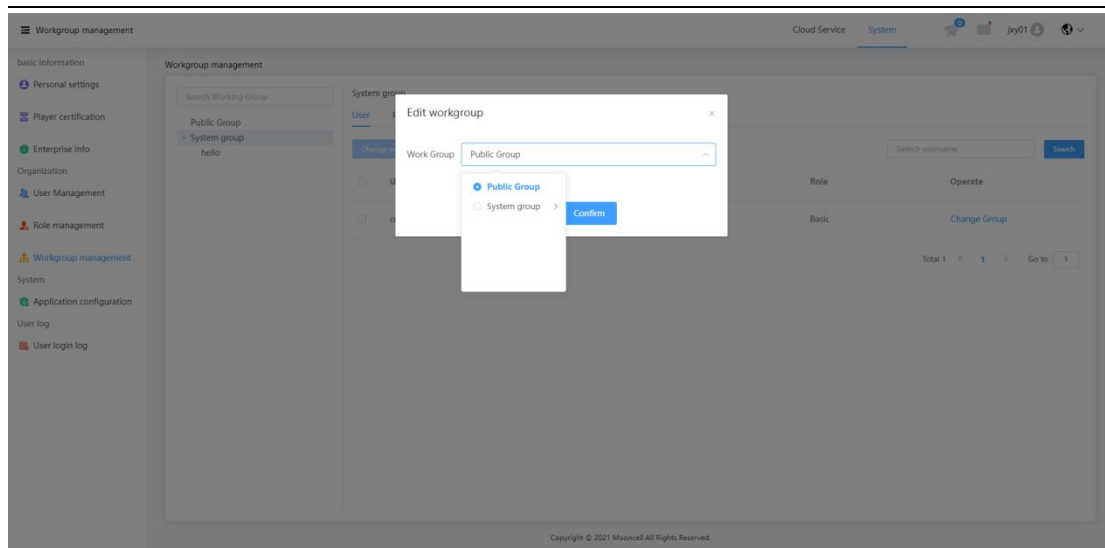 Workgroup management
Cloud Service System 0 jxy01
basic information
Personal settings
Player certification
Enterprise Info
Organization
User Management
Role management
Workgroup management
System
Application configuration
User log
User login log
Workgroup management
Search Working Group
Public Group
System group
hello
System group
User
Search username Search
Role Operate
Basic Change Group
Total 1 < 1 > Go to 1
Edit workgroup ×
Work Group Public Group
Public Group
System group >
Confirm
Copyright © 2021 Mooncell All Rights Reserved.